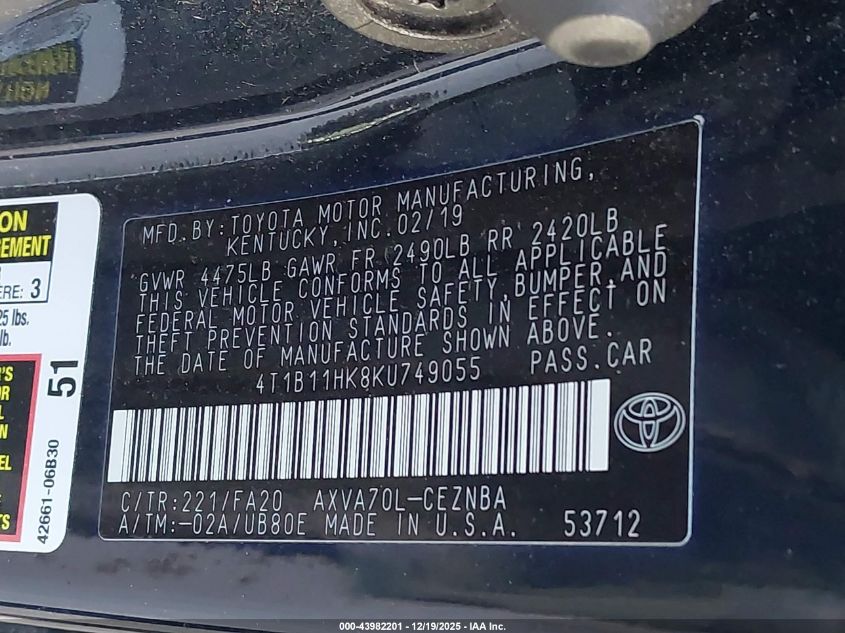 ON
EMENT
ERE: 3
25 lbs.
lb.
51
42661-06B30
MFD. BY: TOYOTA MOTOR MANUFACTURING,
KENTUCKY, INC. 02/19
GVWR 4475LB GAWR FR 2490LB RR 2420LB
THIS VEHICLE CONFORMS TO ALL APPLICABLE
FEDERAL MOTOR VEHICLE SAFETY, BUMPER, AND
THEFT PREVENTION STANDARDS IN EFFECT ON
THE DATE OF MANUFACTURE SHOWN ABOVE.
4T1B11HK8KU749055 PASS. CAR
C/TR: 221/FA20 AXVA70L-CEZNBA
A/TM: -02A/UB80E MADE IN U.S.A. 53712
000-43982201 - 12/19/2025 - IAA Inc.